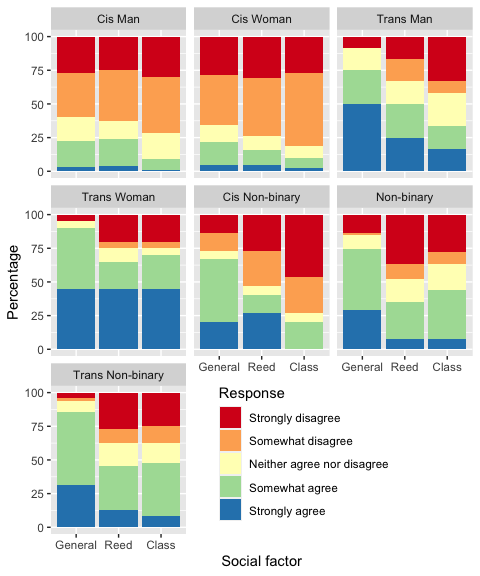 Cis Man Cis Woman Trans Man
100
75
50
25
0
Trans Woman Cis Non-binary Non-binary
100
75
50
25
0
General Reed Class General Reed Class
Trans Non-binary
100
75
50
25
0
General Reed Class
Percentage
Response
Strongly disagree
Somewhat disagree
Neither agree nor disagree
Somewhat agree
Strongly agree
Social factor